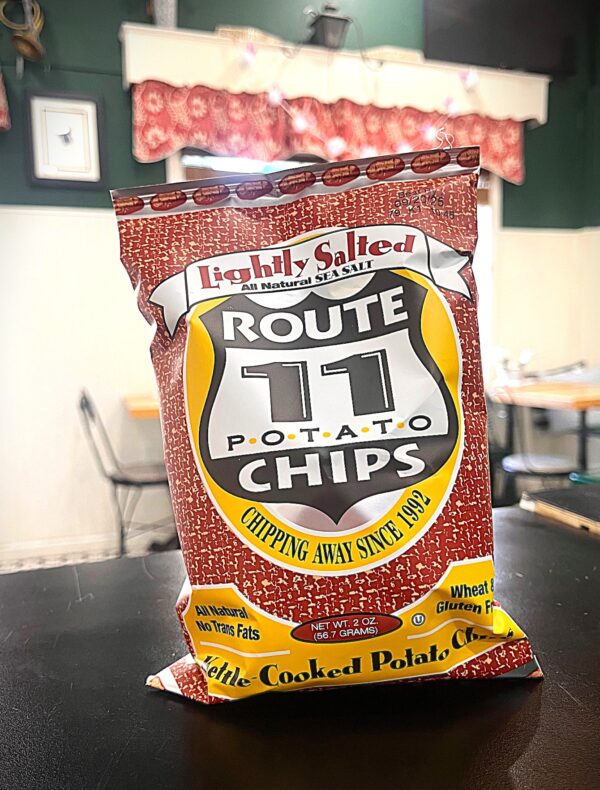 Lightly Salted
All Natural SEA SALT
ROUTE
11
POTATO
CHIPS
CHIPPING AWAY SINCE 1992
All Natural
No Trans Fats
Wheat &
Gluten F
NET WT. 2 OZ.
(56.7 GRAMS)
U
Kettle-Cooked Potato Ch